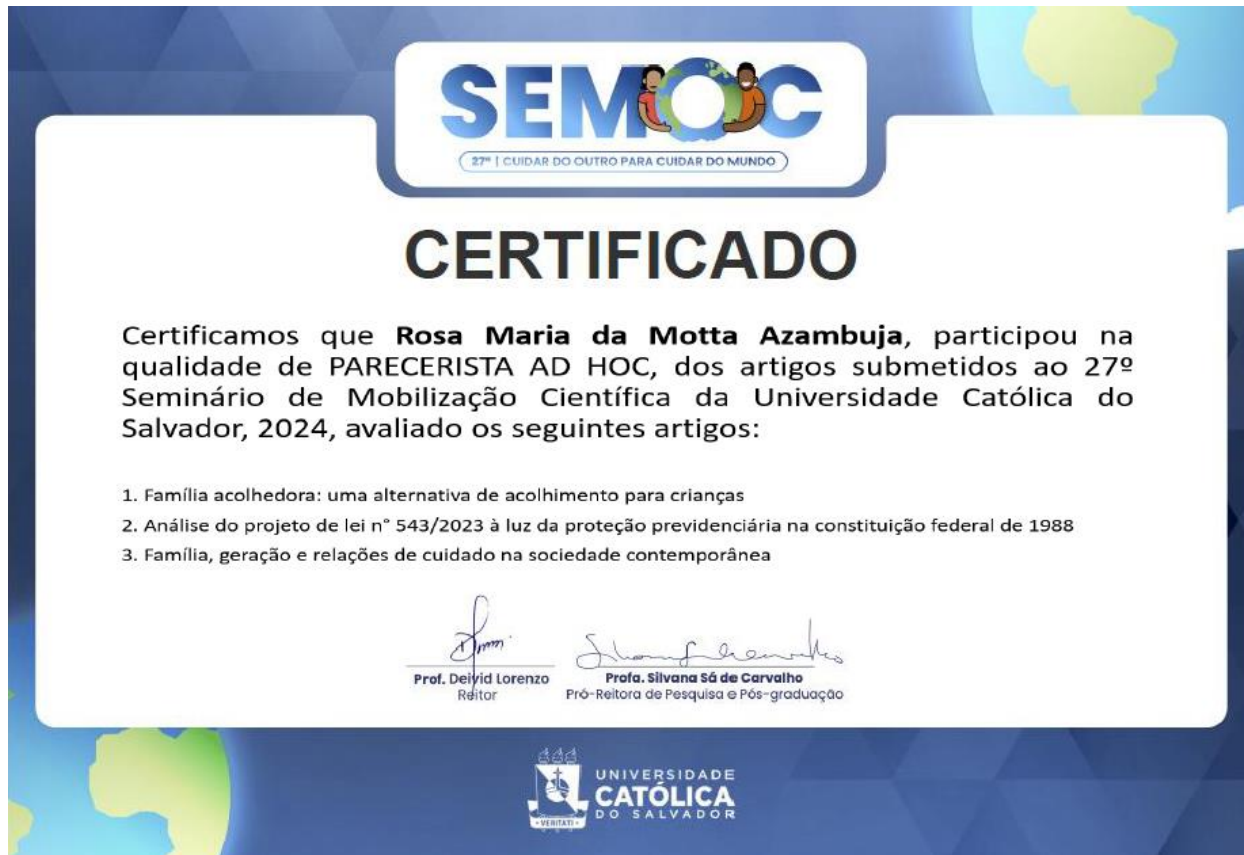 SEMOC
27º | CUIDAR DO OUTRO PARA CUIDAR DO MUNDO
CERTIFICADO
Certificamos que Rosa Maria da Motta Azambuja, participou na
qualidade de PARECERISTA AD HOC, dos artigos submetidos ao 27º
Seminário de Mobilização Científica da Universidade Católica do
Salvador, 2024, avaliado os seguintes artigos:
1. Família acolhedora: uma alternativa de acolhimento para crianças
2. Análise do projeto de lei n° 543/2023 à luz da proteção previdenciária na constituição federal de 1988
3. Família, geração e relações de cuidado na sociedade contemporânea
Prof. Deivid Lorenzo
Reitor
Profa. Silvana Sá de Carvalho
Pró-Reitora de Pesquisa e Pós-graduação
UNIVERSIDADE
CATÓLICA
DO SALVADOR
VERITATI